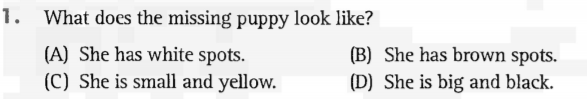 1. What does the missing puppy look like?
(A) She has white spots. (B) She has brown spots.
(C) She is small and yellow. (D) She is big and black.